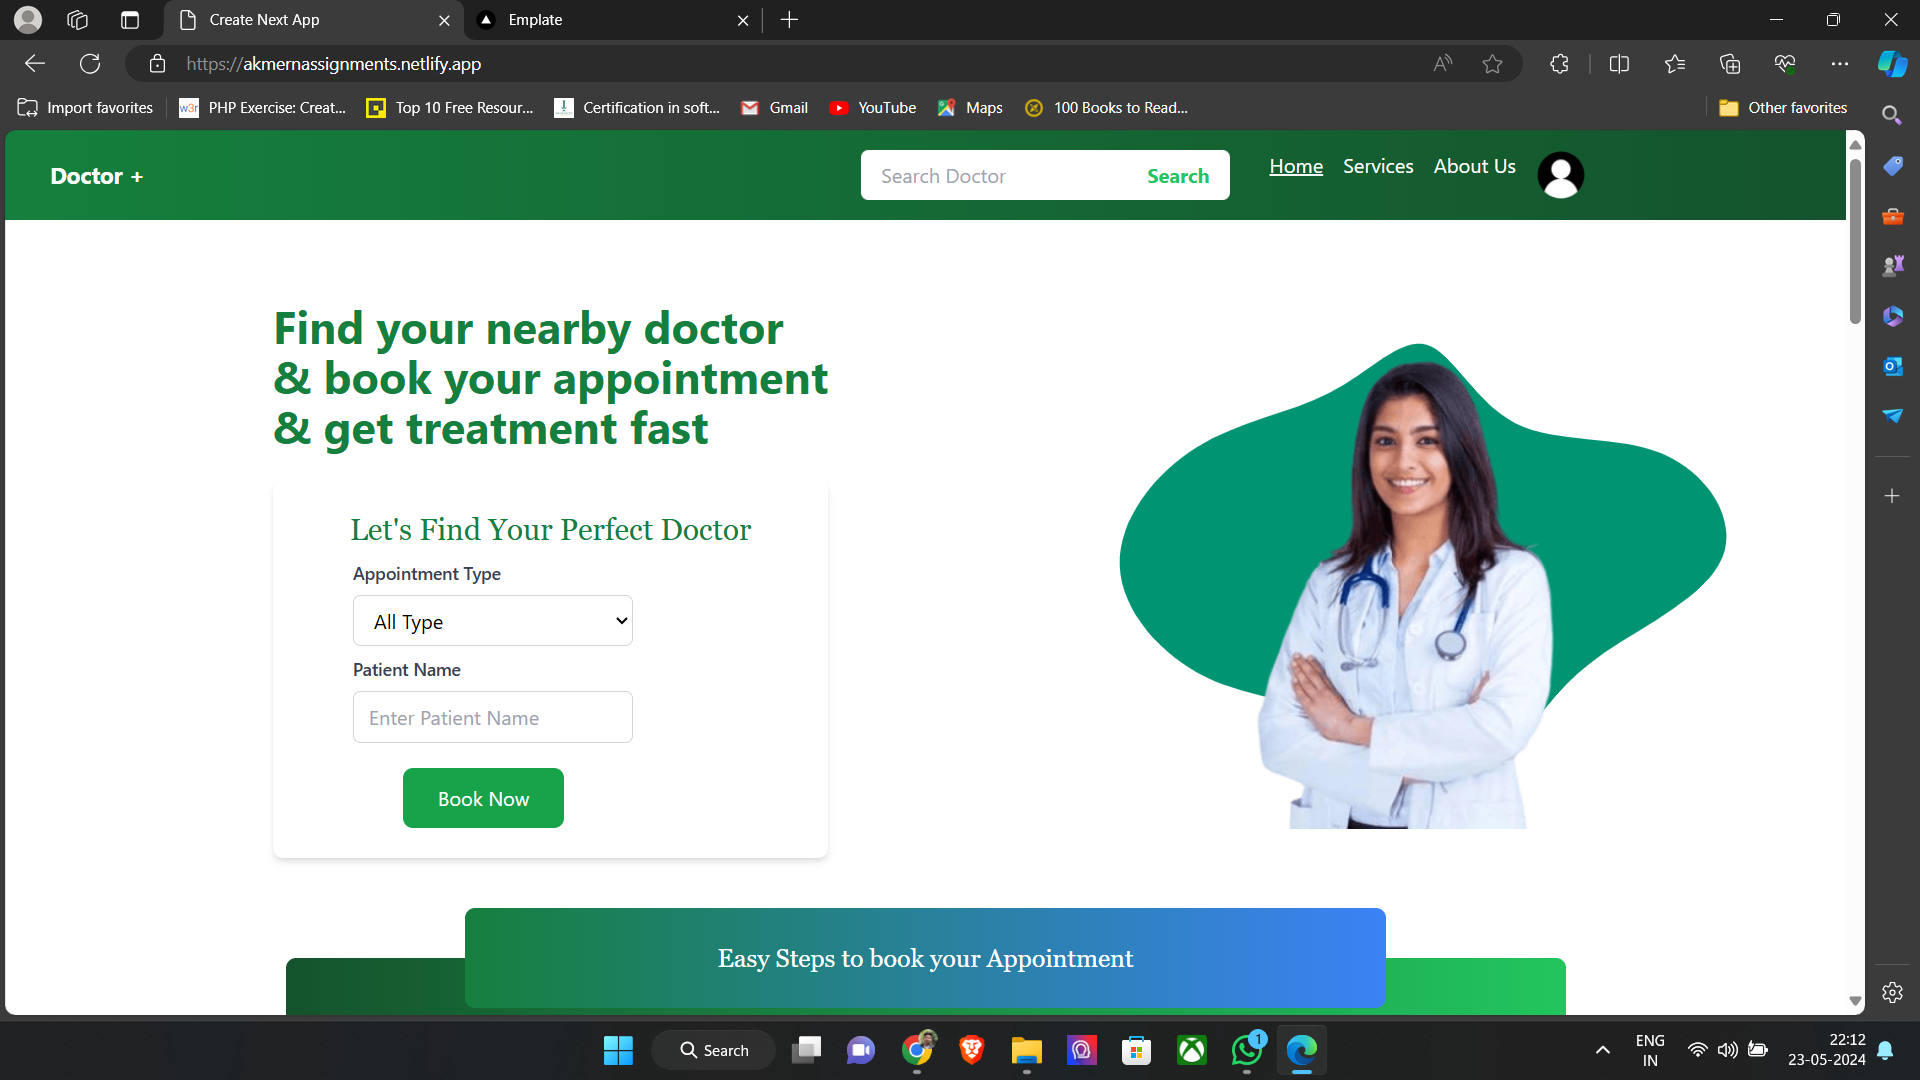 Create Next App
Emplate
https://akmernassignments.netlify.app
Import favorites
w3r PHP Exercise: Creat...
Top 10 Free Resour...
Certification in soft...
Gmail
YouTube
Maps
100 Books to Read...
Other favorites
Doctor +
Search Doctor
Search
Home
Services
About Us
Find your nearby doctor
& book your appointment
& get treatment fast
Let's Find Your Perfect Doctor
Appointment Type
All Type
Patient Name
Enter Patient Name
Book Now
Easy Steps to book your Appointment
Search
1
ENG
IN
22:12
23-05-2024